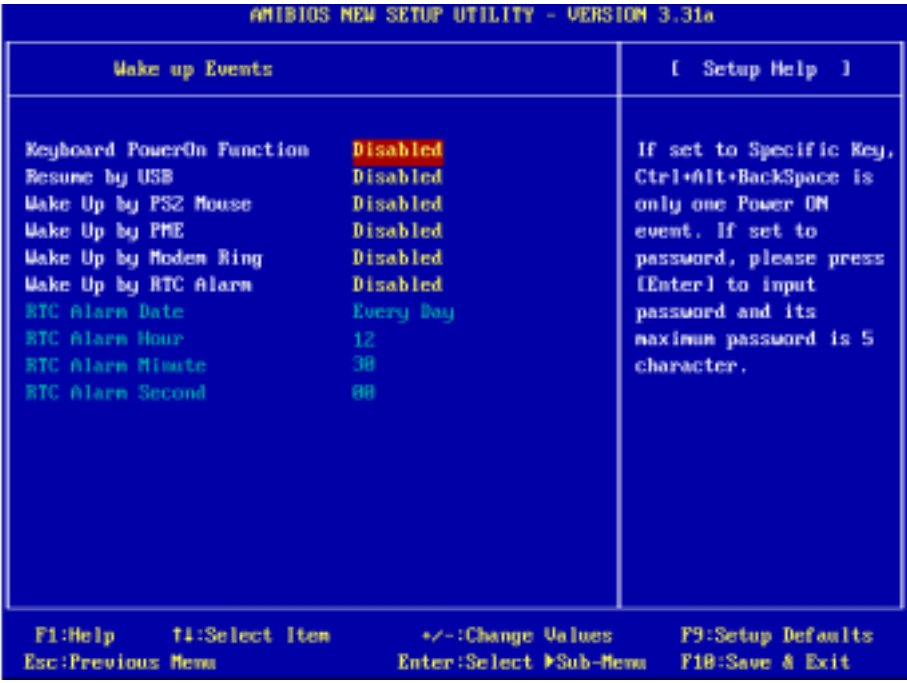 AMIBIOS NEW SETUP UTILITY - VERSION 3.31a
Wake up Events
[ Setup Help ]
Keyboard PowerOn Function Disabled
Resume by USB Disabled
Wake Up by PS2 Mouse Disabled
Wake Up by PME Disabled
Wake Up by Modem Ring Disabled
Wake Up by RTC Alarm Disabled
RTC Alarm Date Every Day
RTC Alarm Hour 12
RTC Alarm Minute 30
RTC Alarm Second 00
If set to Specific Key,
Ctrl+Alt+BackSpace is
only one Power ON
event. If set to
password, please press
[Enter] to input
password and its
maximum password is 5
character.
F1:Help ↑↓:Select Item +/-:Change Values F9:Setup Defaults
Esc:Previous Menu Enter:Select ▶Sub-Menu F10:Save & Exit